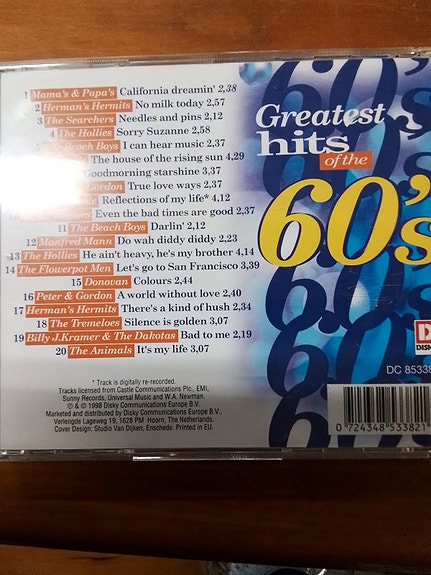 1 Mama's & Papa's California dreamin' 2,38
2 Herman's Hermits No milk today 2,57
3 The Searchers Needles and pins 2,12
4 The Hollies Sorry Suzanne 2,58
Beach Boys I can hear music 2,37
The house of the rising sun 4,29
Goodmorning starshine 3,37
Gordon True love ways 2,37
Reflections of my life* 4,12
Even the bad times are good 2,37
11 The Beach Boys Darlin' 2,12
12 Manfred Mann Do wah diddy diddy 2,23
13 The Hollies He ain't heavy, he's my brother 4,14
14 The Flowerpot Men Let's go to San Francisco 3,39
15 Donovan Colours 2,44
16 Peter & Gordon A world without love 2,40
17 Herman's Hermits There's a kind of hush 2,34
18 The Tremeloes Silence is golden 3,07
19 Billy J.Kramer & The Dakotas Bad to me 2,19
20 The Animals It's my life 3,07
* Track is digitally re-recorded.
Tracks licensed from Castle Communications Plc., EMI,
Sunny Records, Universal Music and W.A. Newman.
℗ & © 1998 Disky Communications Europe B.V.
Marketed and distributed by Disky Communications Europe B.V.
Verlengde Lageweg 19, 1628 PM Hoorn, The Netherlands.
Cover Design: Studio Van Dijken, Enschede. Printed in EU.
Greatest
hits
of the
60's
60's
60's
60's
60's
60's
D
DISK
DC 85338
0 724348 533821